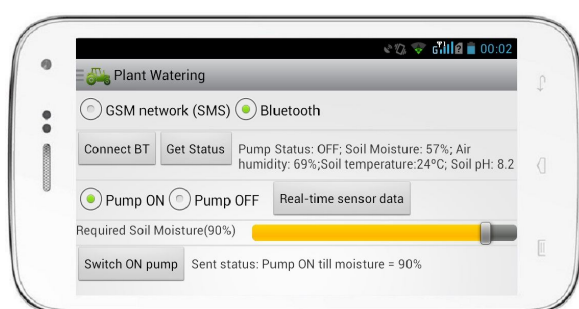 G 00:02
Plant Watering
GSM network (SMS) Bluetooth
Connect BT Get Status Pump Status: OFF; Soil Moisture: 57%; Air
humidity: 69%;Soil temperature:24ºC; Soil pH: 8.2
Pump ON Pump OFF Real-time sensor data
Required Soil Moisture(90%)
Switch ON pump Sent status: Pump ON till moisture = 90%